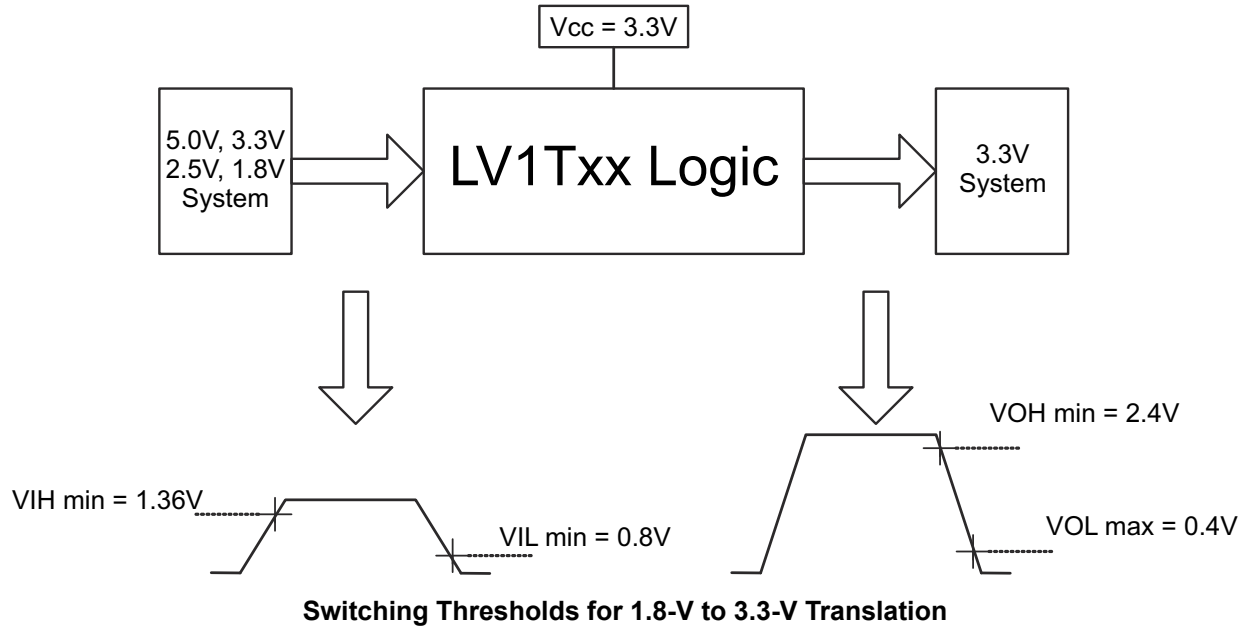 Vcc = 3.3V
5.0V, 3.3V
2.5V, 1.8V
System
LV1Txx Logic
3.3V
System
VOH min = 2.4V
VIH min = 1.36V
VIL min = 0.8V
VOL max = 0.4V
Switching Thresholds for 1.8-V to 3.3-V Translation